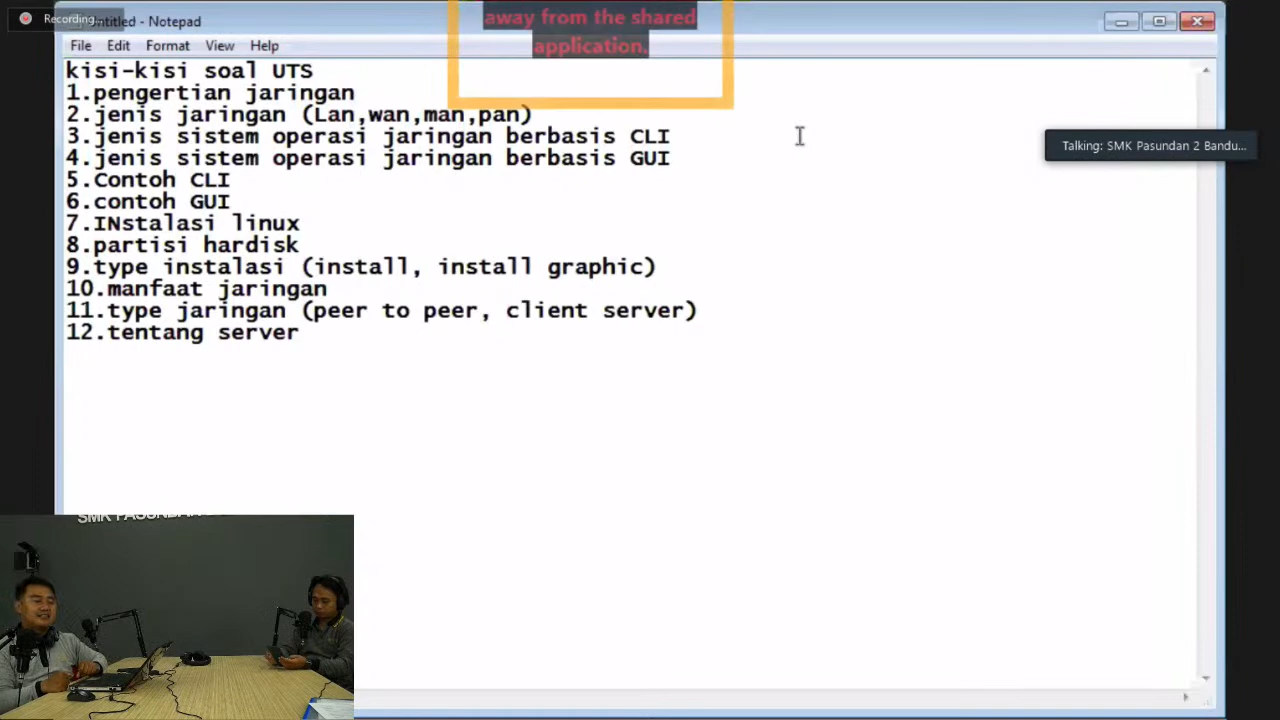 Recording...
Untitled - Notepad
away from the shared
application.
File Edit Format View Help
kisi-kisi soal UTS
1.pengertian jaringan
2.jenis jaringan (Lan,wan,man,pan)
3.jenis sistem operasi jaringan berbasis CLI
4.jenis sistem operasi jaringan berbasis GUI
5.Contoh CLI
6.contoh GUI
7.INstalasi linux
8.partisi hardisk
9.type instalasi (install, install graphic)
10.manfaat jaringan
11.type jaringan (peer to peer, client server)
12.tentang server
Talking: SMK Pasundan 2 Bandu...
SMK PASUNDAN